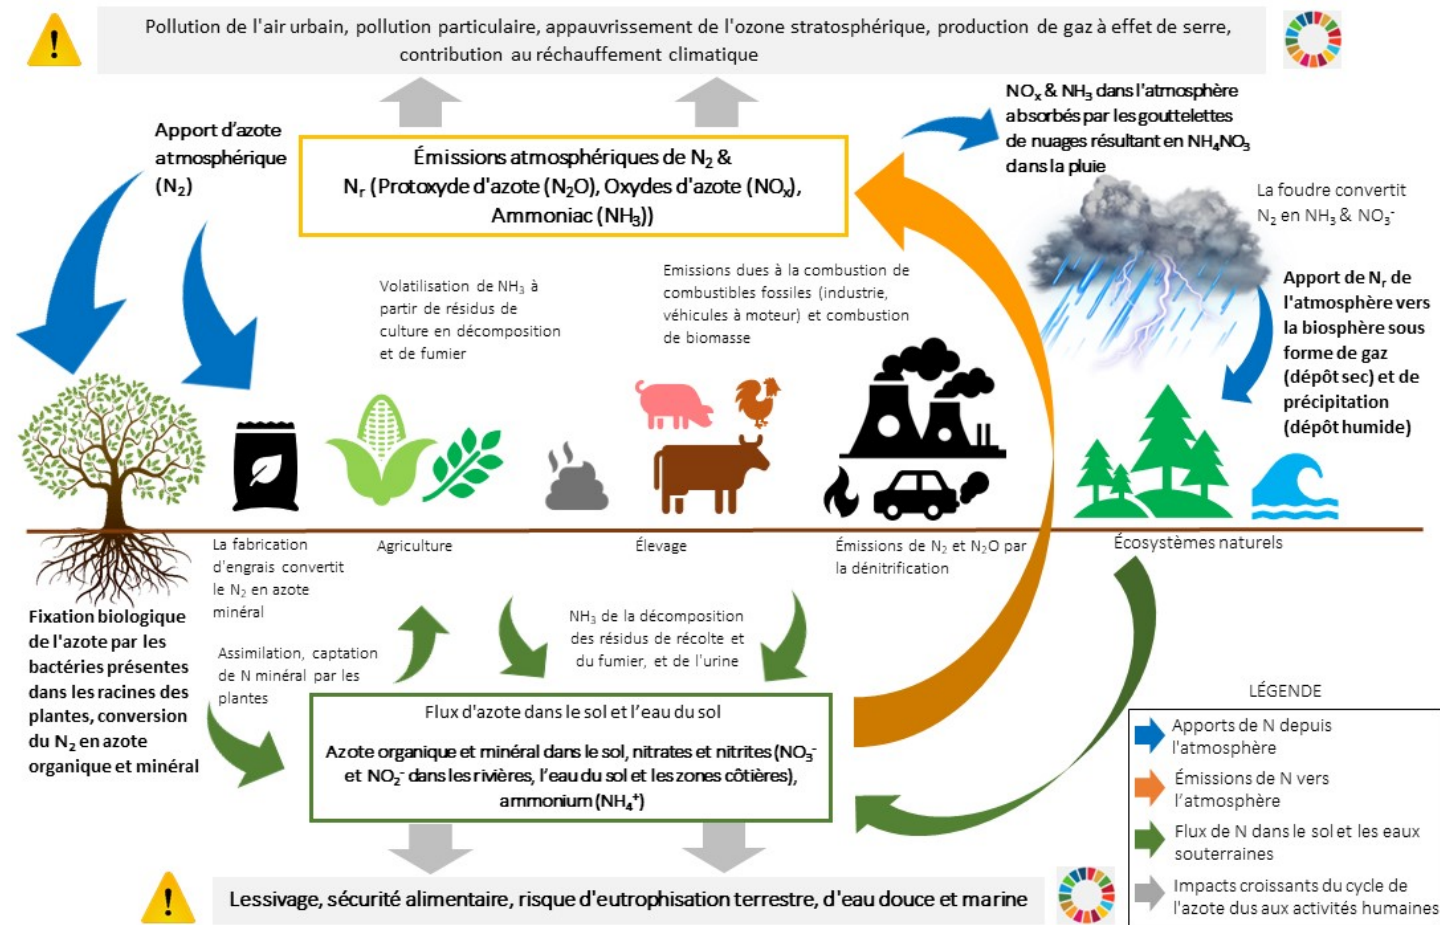 Pollution de l'air urbain, pollution particulaire, appauvrissement de l'ozone stratosphérique, production de gaz à effet de serre,
contribution au réchauffement climatique
Apport d'azote
atmosphérique
(N₂)
Émissions atmosphériques de N₂ &
Nᵣ (Protoxyde d'azote (N₂O), Oxydes d'azote (NOₓ),
Ammoniac (NH₃))
NOₓ & NH₃ dans l'atmosphère
absorbés par les gouttelettes
de nuages résultant en NH₄NO₃
dans la pluie
La foudre convertit
N₂ en NH₃ & NO₃⁻
Volatilisation de NH₃ à
partir de résidus de
culture en décomposition
et de fumier
Emissions dues à la combustion de
combustibles fossiles (industrie,
véhicules à moteur) et combustion
de biomasse
Apport de Nᵣ de
l'atmosphère vers
la biosphère sous
forme de gaz
(dépôt sec) et de
précipitation
(dépôt humide)
La fabrication
d'engrais convertit
le N₂ en azote
minéral
Agriculture
Élevage
Émissions de N₂ et N₂O par
la dénitrification
Écosystèmes naturels
Fixation biologique
de l'azote par les
bactéries présentes
dans les racines des
plantes, conversion
du N₂ en azote
organique et minéral
Assimilation, captation
de N minéral par les
plantes
NH₃ de la décomposition
des résidus de récolte et
du fumier, et de l'urine
Flux d'azote dans le sol et l'eau du sol
Azote organique et minéral dans le sol, nitrates et nitrites (NO₃⁻
et NO₂⁻ dans les rivières, l'eau du sol et les zones côtières),
ammonium (NH₄⁺)
Lessivage, sécurité alimentaire, risque d'eutrophisation terrestre, d'eau douce et marine
LÉGENDE
Apports de N depuis
l'atmosphère
Émissions de N vers
l'atmosphère
Flux de N dans le sol et les eaux
souterraines
Impacts croissants du cycle de
l'azote dus aux activités humaines